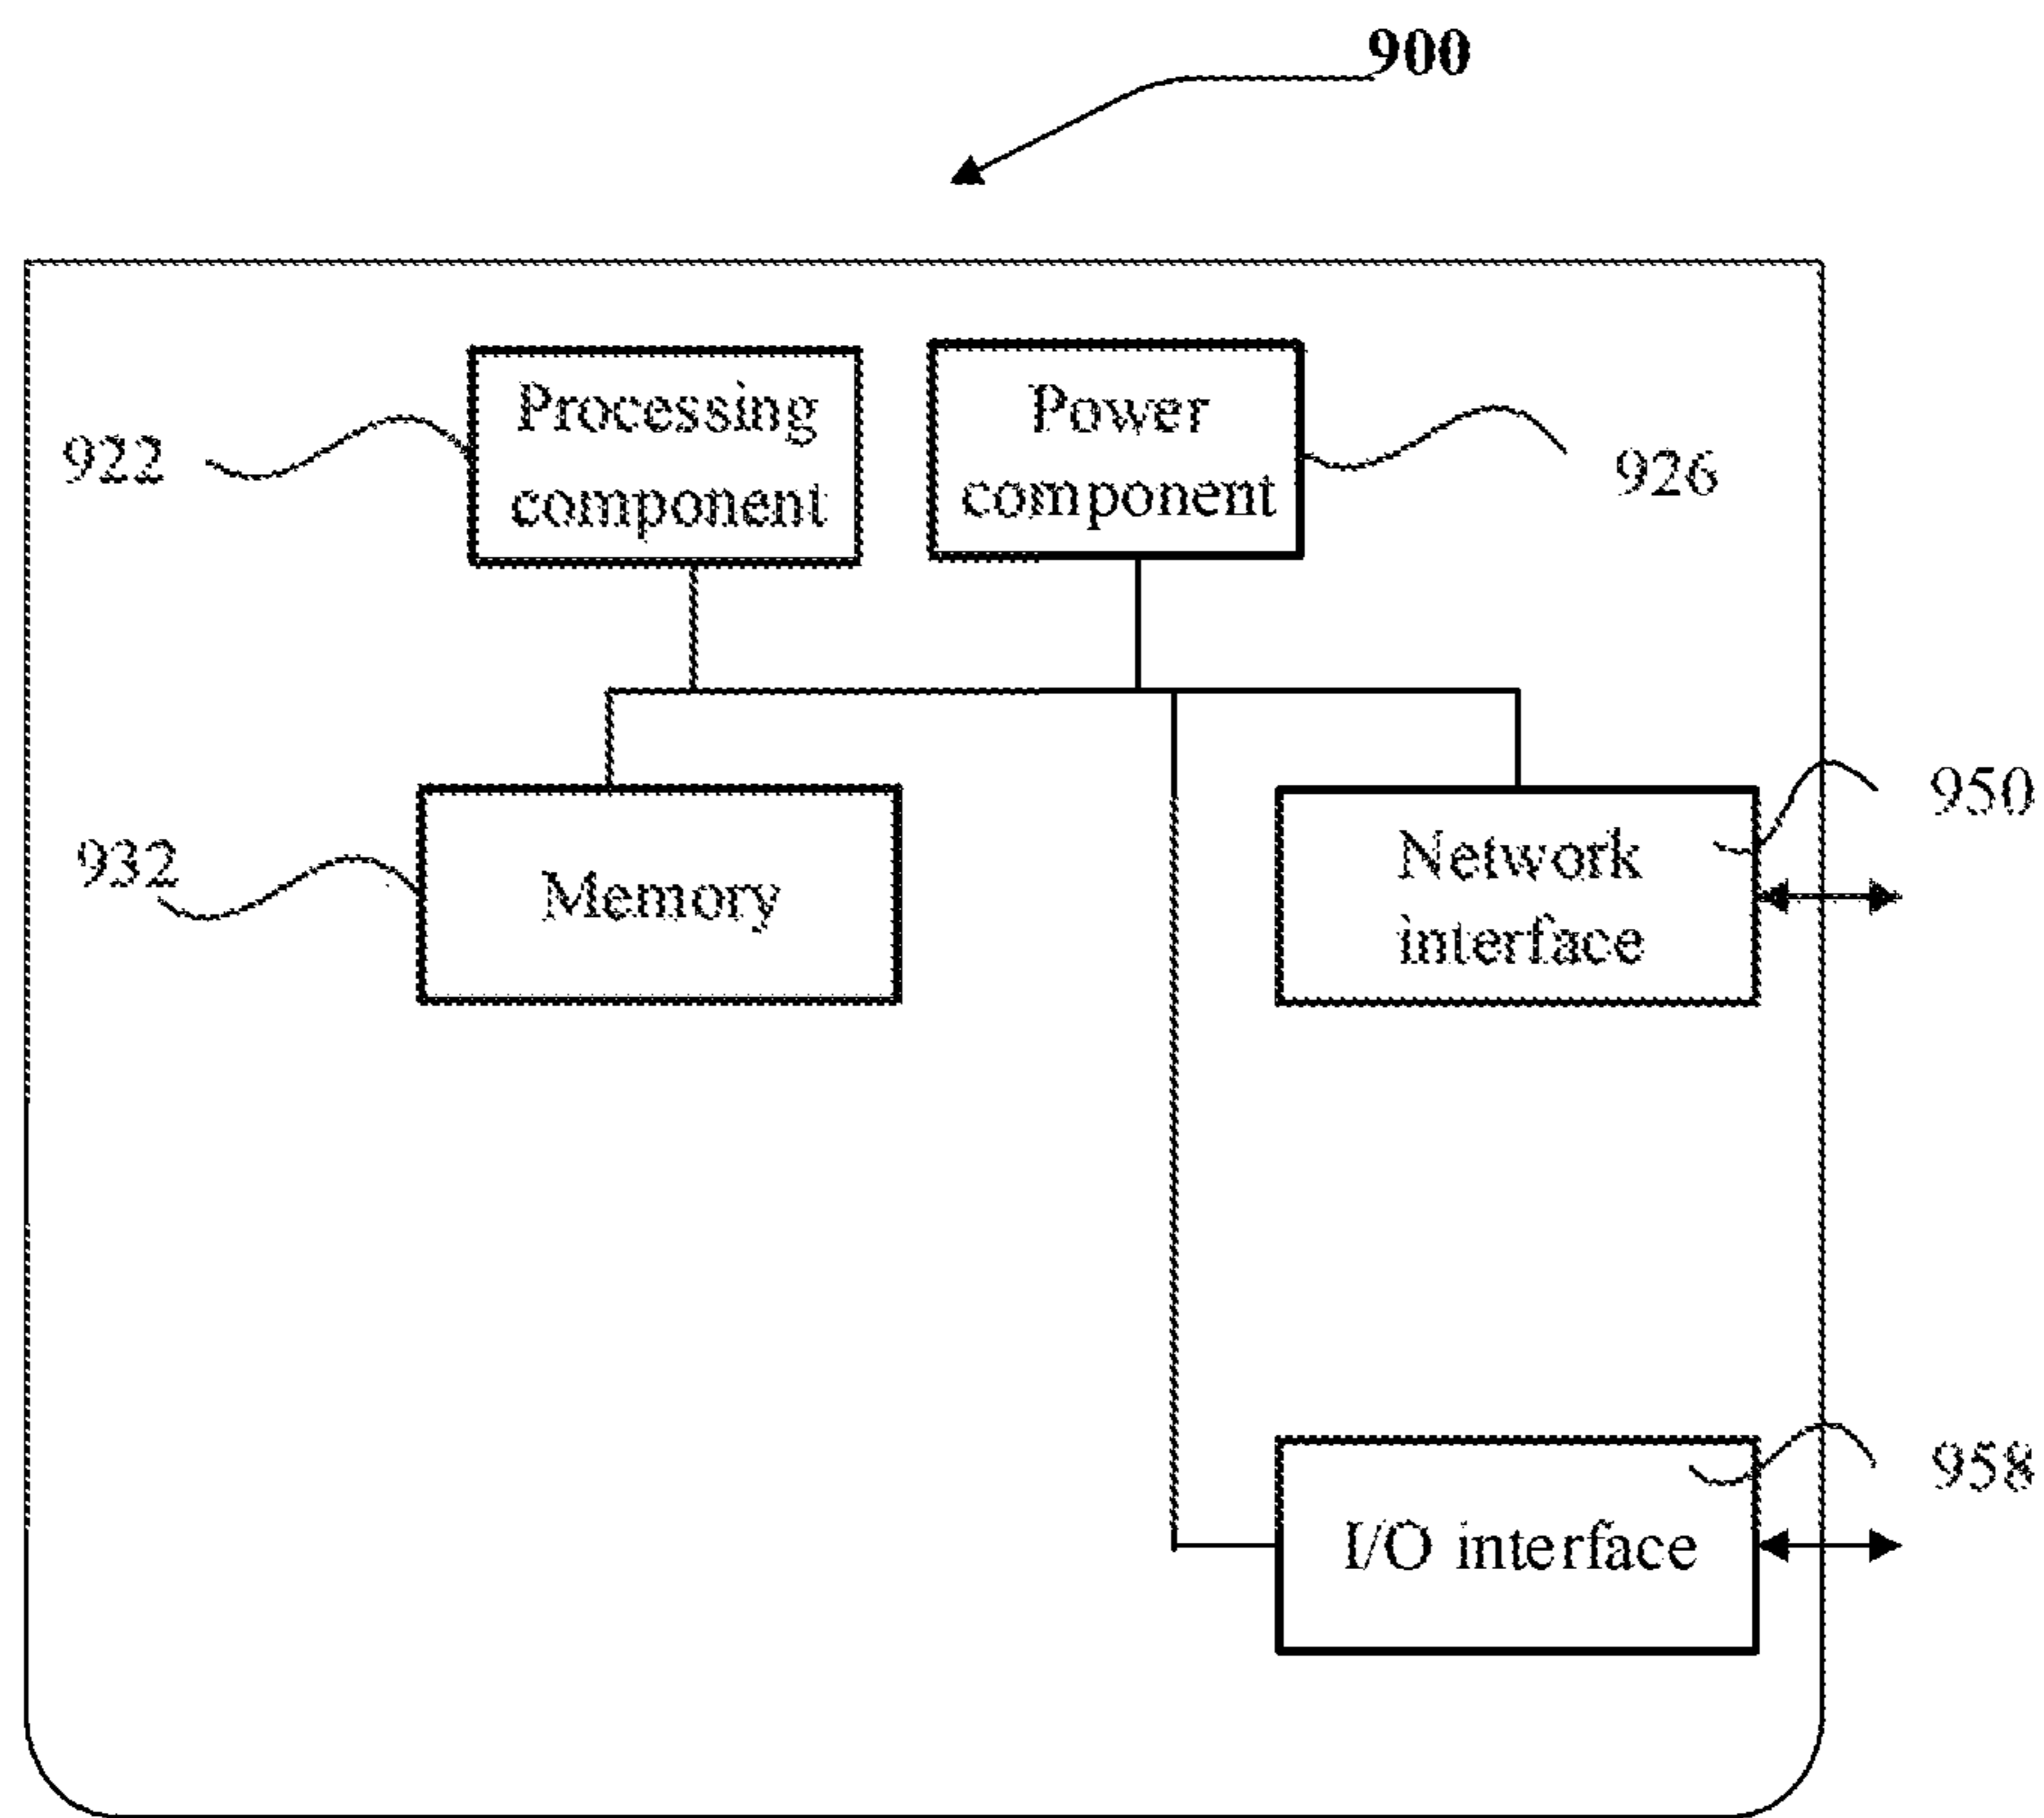 900
Processing
component
Power
component
922
926
950
932
Memory
Network
interface
958
I/O interface